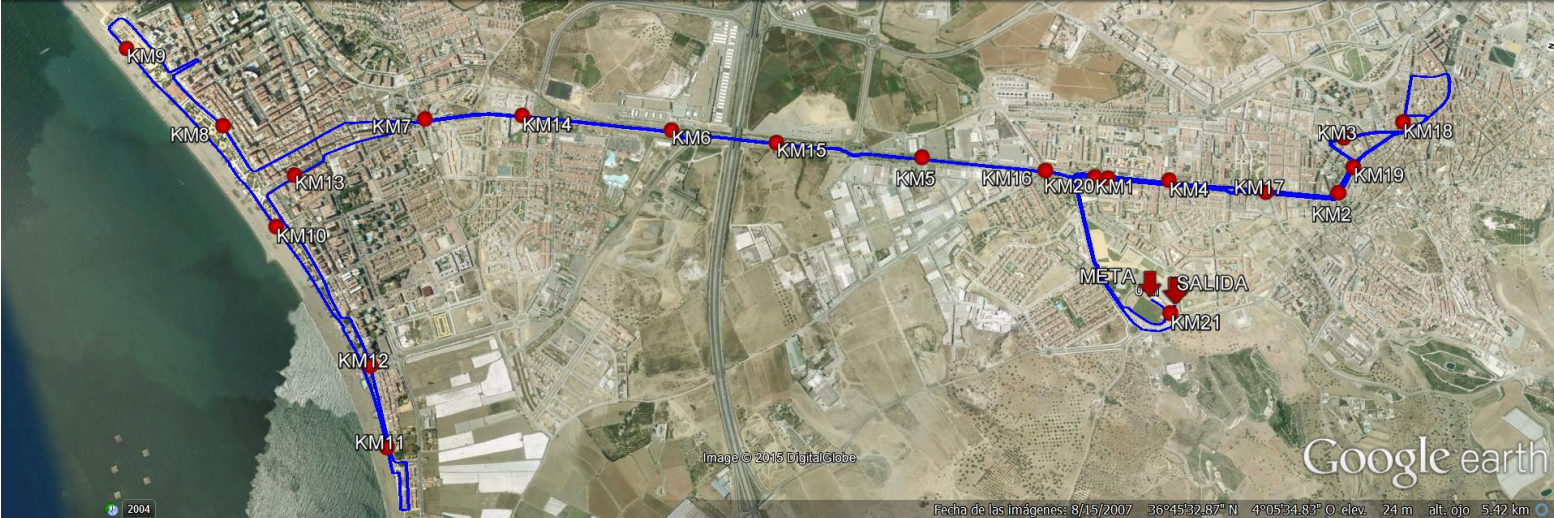 KM9
KM8
KM7
KM14
KM6
KM15
KM5
KM16
KM20
KM1
KM4
KM17
KM2
KM3
KM18
KM19
KM13
KM10
KM12
KM11
META
SALIDA
KM21
Image © 2015 DigitalGlobe
Google earth
2004
Fecha de las imágenes: 8/15/2007 36°45'32.87" N 4°05'34.83" O elev. 24 m alt. ojo 5.42 km
N